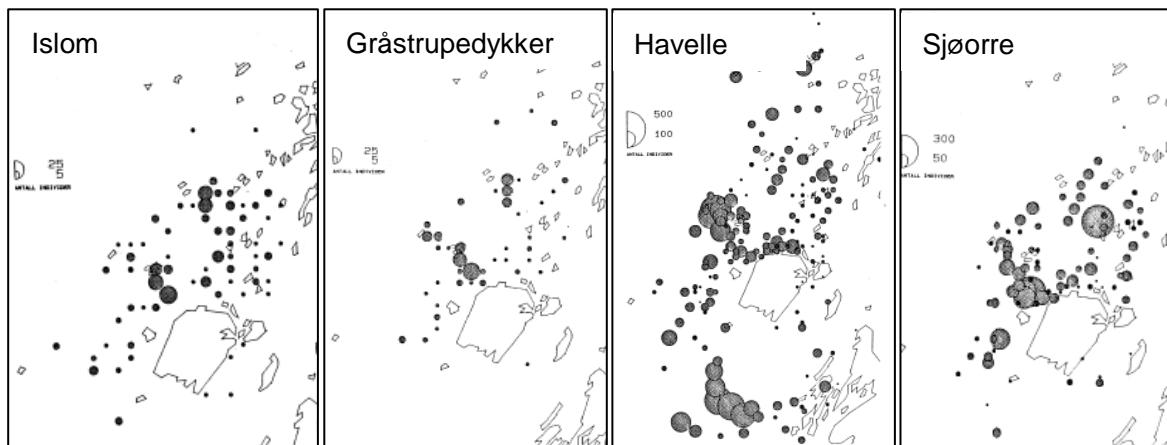 Islom
25
5
ANTALL INDIVIDER
Gråstrupedykker
25
5
ANTALL INDIVIDER
Havelle
500
100
ANTALL INDIVIDER
Sjøorre
300
50
ANTALL INDIVIDER